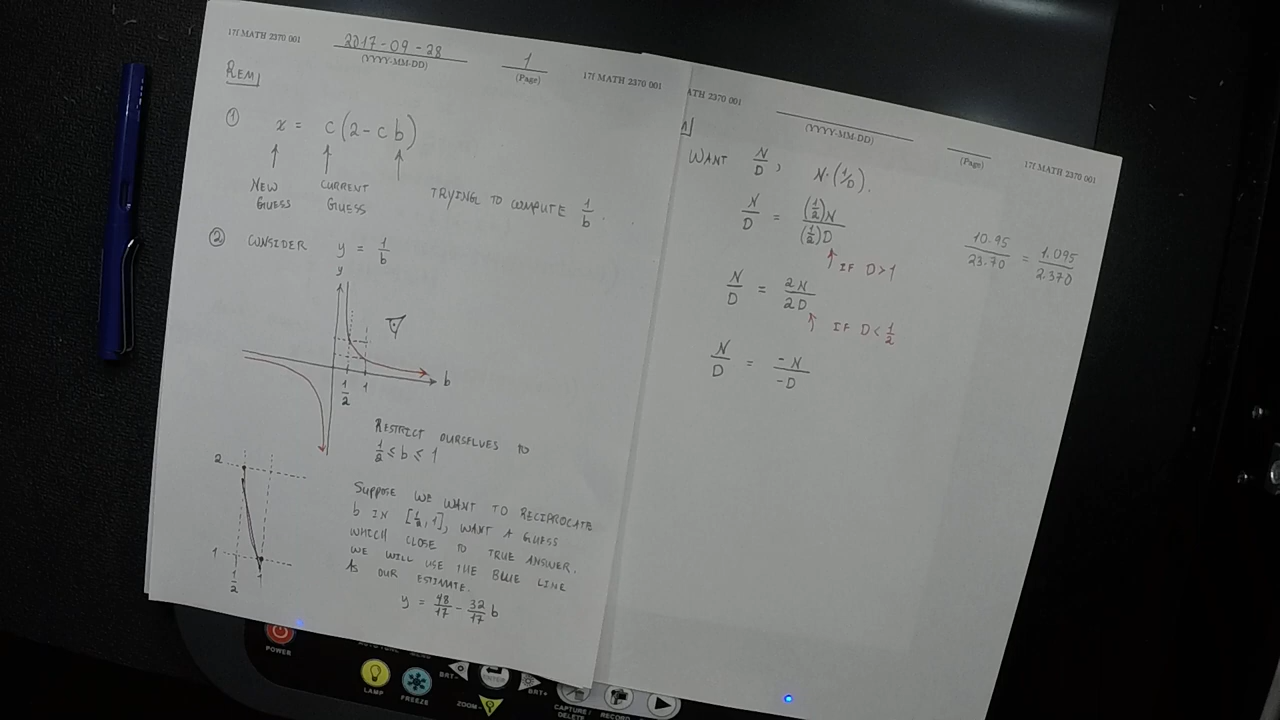 17f MATH 2370 001
2017-09-28
(YYYY-MM-DD)
1
(Page)
17f MATH 2370 001
REM
① x = c(2 - cb)
NEW GUESS
CURRENT GUESS
TRYING TO COMPUTE 1/b.
② CONSIDER y = 1/b
y
b
1/2 1
RESTRICT OURSELVES TO
1/2 ≤ b ≤ 1
2
1
1/2 1
SUPPOSE WE WANT TO RECIPROCATE
b IN [1/2, 1], WANT A GUESS
WHICH CLOSE TO TRUE ANSWER.
WE WILL USE THE BLUE LINE
AS OUR ESTIMATE.
y = 48/17 - 32/17 b
ATH 2370 001
(YYYY-MM-DD)
(Page)
17f MATH 2370 001
WANT N/D, N·(1/D).
N/D = (1/2)N/(1/2)D
↑ IF D>1
10.95/23.70 = 1.095/2.370
N/D = 2N/2D
↑ IF D< 1/2
N/D = -N/-D
POWER
LAMP
FREEZE
BRT-
ENTER
BRT+
ZOOM-
CAPTURE/
DELETE
RECORD